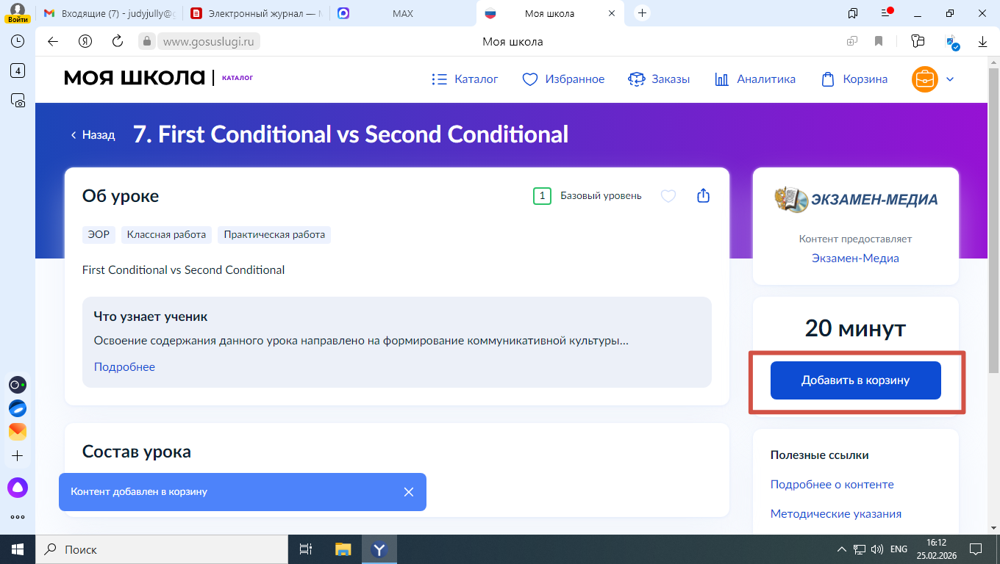 Войти
Входящие (7) - judyjully@g
Электронный журнал —
MAX
Моя школа
www.gosuslugi.ru
Моя школа
4
МОЯ ШКОЛА | КАТАЛОГ
Каталог
Избранное
Заказы
Аналитика
Корзина
Назад
7. First Conditional vs Second Conditional
Об уроке
1
Базовый уровень
ЭОР
Классная работа
Практическая работа
First Conditional vs Second Conditional
Что узнает ученик
Освоение содержания данного урока направлено на формирование коммуникативной культуры...
Подробнее
Состав урока
Контент добавлен в корзину
ЭКЗАМЕН-МЕДИА
Контент предоставляет
Экзамен-Медиа
20 минут
Добавить в корзину
Полезные ссылки
Подробнее о контенте
Методические указания
Поиск
ENG
16:12
25.02.2026